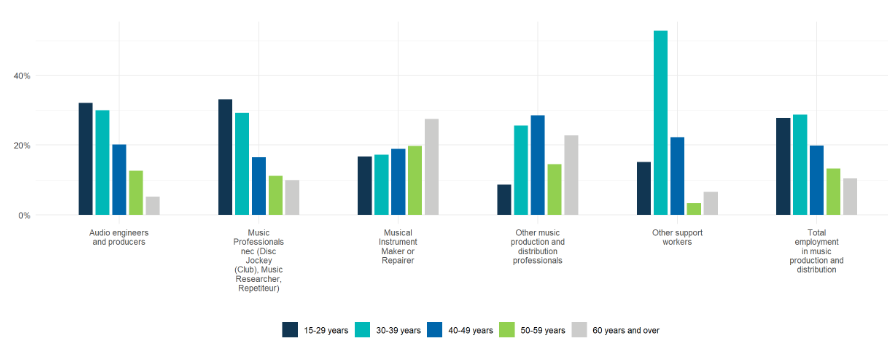 40%
20%
0%
Audio engineers
and producers
Music
Professionals
nec (Disc
Jockey
(Club), Music
Researcher,
Repetiteur)
Musical
Instrument
Maker or
Repairer
Other music
production and
distribution
professionals
Other support
workers
Total
employment
in music
production and
distribution
15-29 years 30-39 years 40-49 years 50-59 years 60 years and over